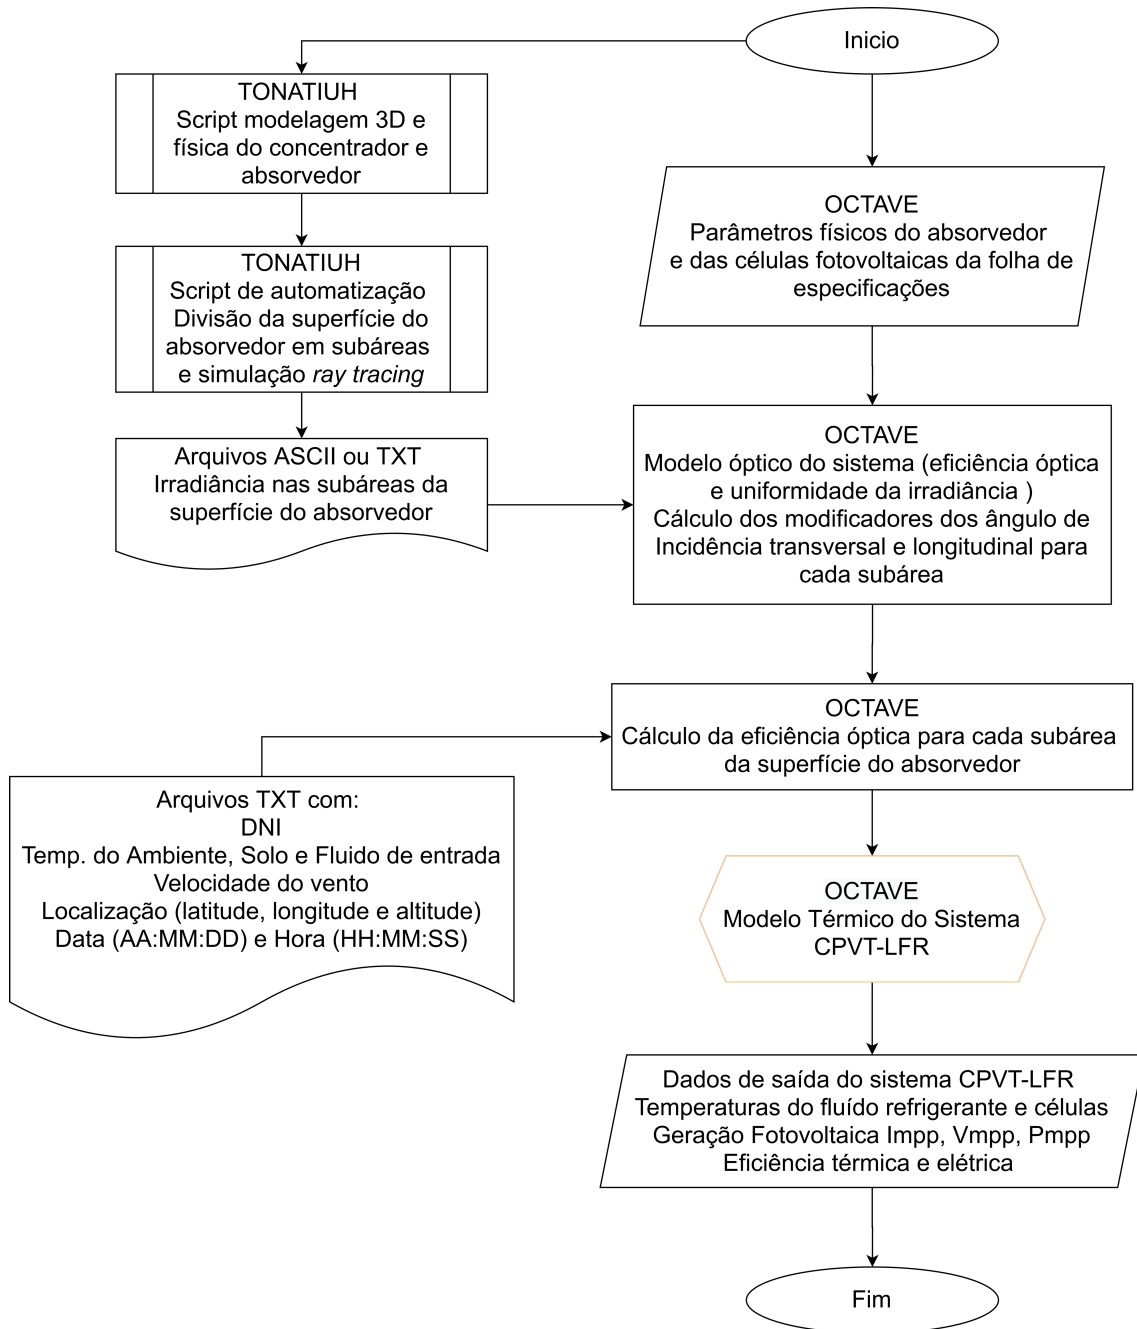 Inicio
TONATIUH
Script modelagem 3D e
física do concentrador e
absorvedor
OCTAVE
Parâmetros físicos do absorvedor
e das células fotovoltaicas da folha de
especificações
TONATIUH
Script de automatização
Divisão da superfície do
absorvedor em subáreas
e simulação ray tracing
Arquivos ASCII ou TXT
Irradiância nas subáreas da
superfície do absorvedor
OCTAVE
Modelo óptico do sistema (eficiência óptica
e uniformidade da irradiância )
Cálculo dos modificadores dos ângulo de
Incidência transversal e longitudinal para
cada subárea
OCTAVE
Cálculo da eficiência óptica para cada subárea
da superfície do absorvedor
Arquivos TXT com:
DNI
Temp. do Ambiente, Solo e Fluido de entrada
Velocidade do vento
Localização (latitude, longitude e altitude)
Data (AA:MM:DD) e Hora (HH:MM:SS)
OCTAVE
Modelo Térmico do Sistema
CPVT-LFR
Dados de saída do sistema CPVT-LFR
Temperaturas do fluído refrigerante e células
Geração Fotovoltaica Impp, Vmpp, Pmpp
Eficiência térmica e elétrica
Fim